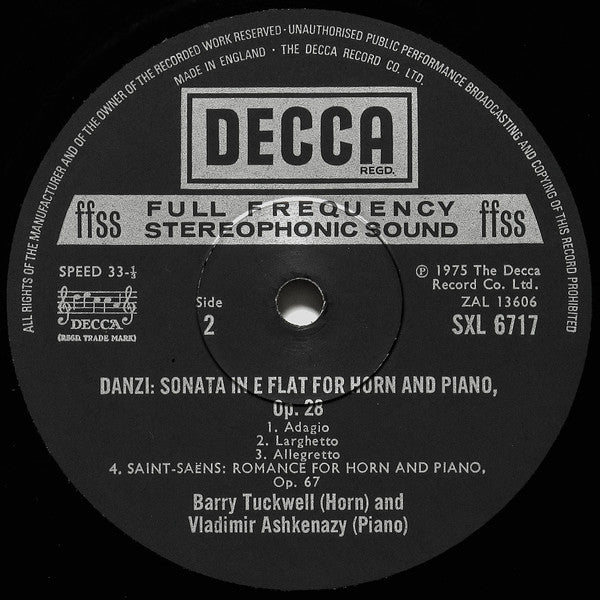 ALL RIGHTS OF THE MANUFACTURER AND OF THE OWNER OF THE RECORDED WORK RESERVED · UNAUTHORISED PUBLIC PERFORMANCE BROADCASTING AND COPYING OF THIS RECORD PROHIBITED
MADE IN ENGLAND · THE DECCA RECORD CO. LTD.
DECCA
REGD.
ffss FULL FREQUENCY ffss
STEREOPHONIC SOUND
SPEED 33-⅓
DECCA
(REGD. TRADE MARK)
Side
2
℗ 1975 The Decca
Record Co. Ltd.
ZAL 13606
SXL 6717
DANZI: SONATA IN E FLAT FOR HORN AND PIANO,
Op. 28
1. Adagio
2. Larghetto
3. Allegretto
4. SAINT-SAËNS: ROMANCE FOR HORN AND PIANO,
Op. 67
Barry Tuckwell (Horn) and
Vladimir Ashkenazy (Piano)